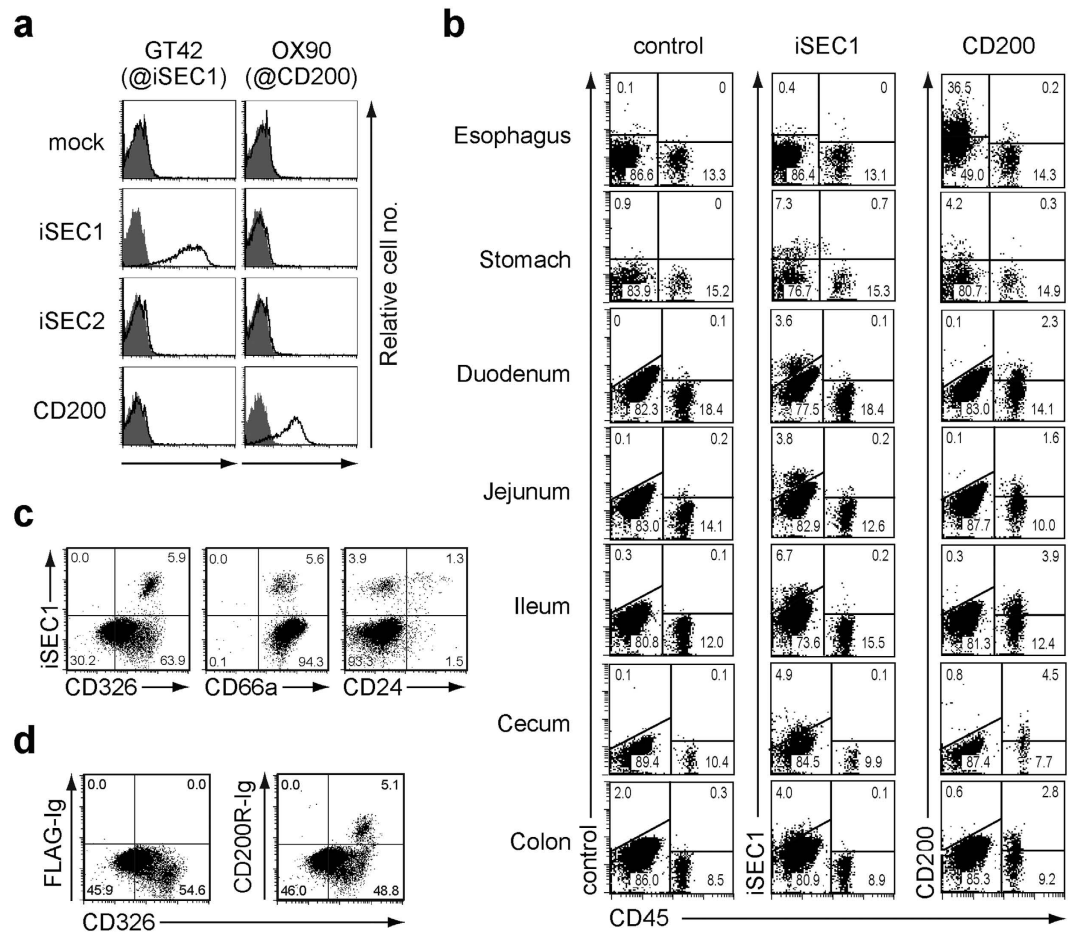 a
GT42 OX90
(@iSEC1) (@CD200)
mock
iSEC1
iSEC2
CD200
Relative cell no.
b
control iSEC1 CD200
Esophagus
0.1 0 0.4 0 36.5 0.2
86.6 13.3 86.4 13.1 49.0 14.3
Stomach
0.9 0 7.3 0.7 4.2 0.3
83.9 15.2 76.7 15.3 80.7 14.9
Duodenum
0 0.1 3.6 0.1 0.1 2.3
82.3 18.4 77.5 18.4 83.0 14.1
Jejunum
0.1 0.2 3.8 0.2 0.1 1.6
83.0 14.1 82.9 12.6 87.7 10.0
Ileum
0.3 0.1 6.7 0.2 0.3 3.9
80.8 12.0 73.6 15.5 81.3 12.4
Cecum
0.1 0.1 4.9 0.1 0.8 4.5
89.4 10.4 84.5 9.9 87.4 7.7
Colon
2.0 0.3 4.0 0.1 0.6 2.8
86.0 8.5 80.9 8.9 85.3 9.2
control
iSEC1
CD200
CD45
c
iSEC1
0.0 5.9 0.0 5.6 3.9 1.3
30.2 63.9 0.1 94.3 93.3 1.5
CD326 CD66a CD24
d
FLAG-Ig
CD200R-Ig
0.0 0.0 0.0 5.1
45.9 54.6 46.0 48.8
CD326